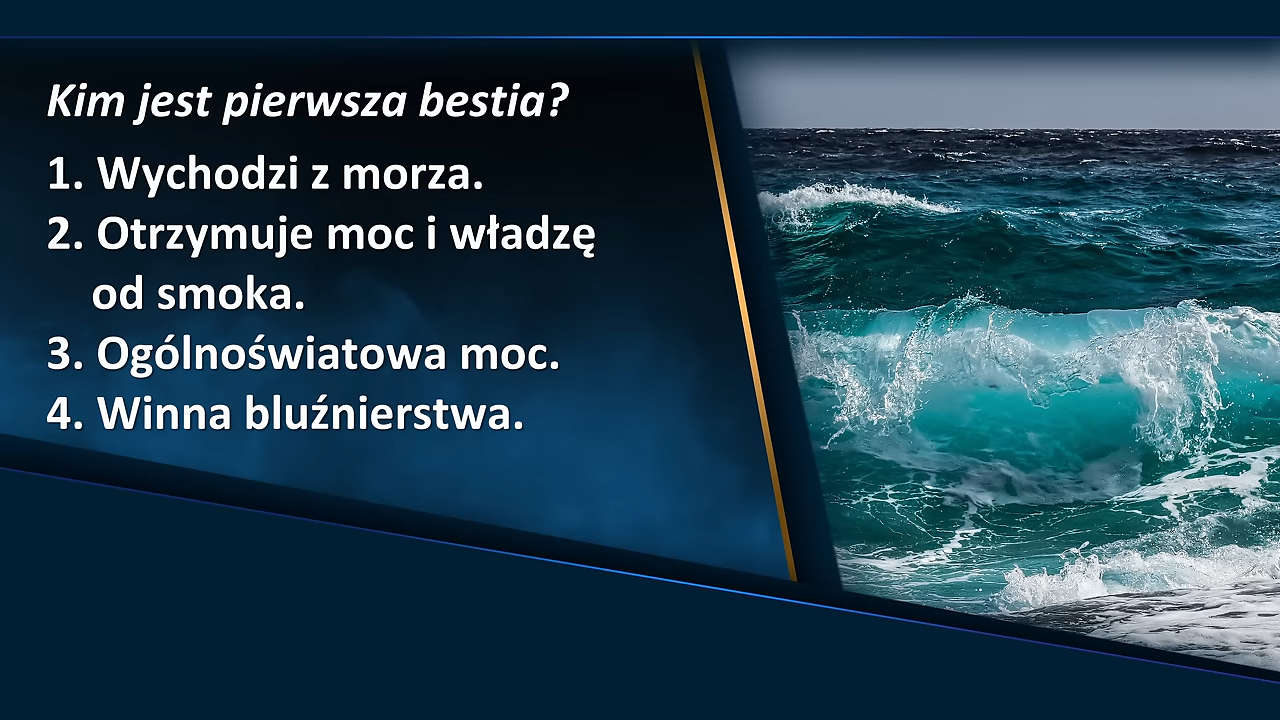 Kim jest pierwsza bestia?
1. Wychodzi z morza.
2. Otrzymuje moc i władzę
od smoka.
3. Ogólnoświatowa moc.
4. Winna bluźnierstwa.